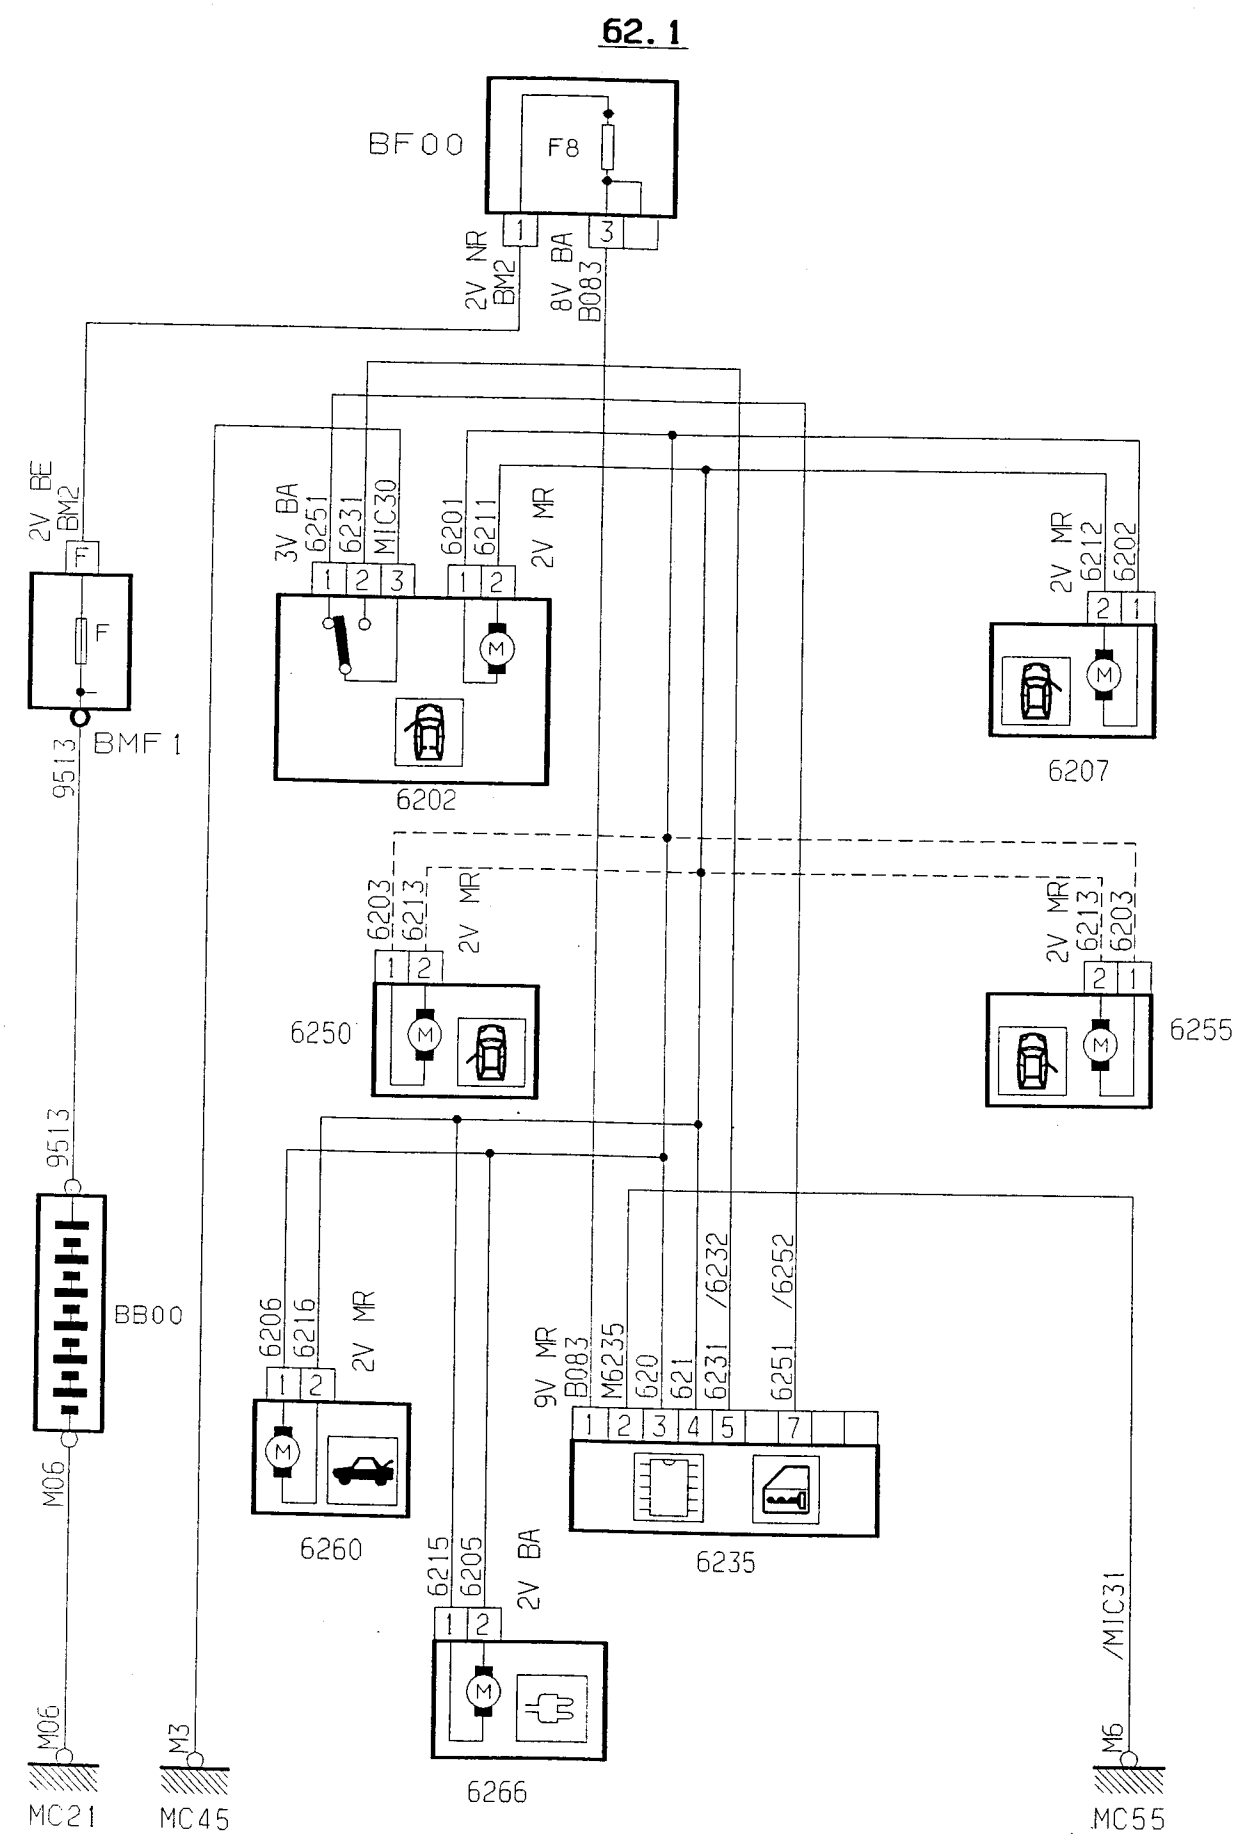 62.1
BF00
F8
1
3
2V NR
BM2
8V BA
B083
2V BE
BM2
F
F
BMF1
9513
3V BA
6251
6231
MIC30
6201
6211
2V MR
1
2
3
1
2
M
6202
2V MR
6212
6202
2
1
M
6207
6203
6213
2V MR
1
2
M
6250
2V MR
6213
6203
2
1
M
6255
9513
BB00
M06
6206
6216
2V MR
1
2
M
6260
9V MR
B083
M6235
620
621
6231 /6232
6251 /6252
1
2
3
4
5
7
6235
6215
6205
2V BA
1
2
M
6266
M06
MC21
M3
MC45
/MIC31
M6
MC55